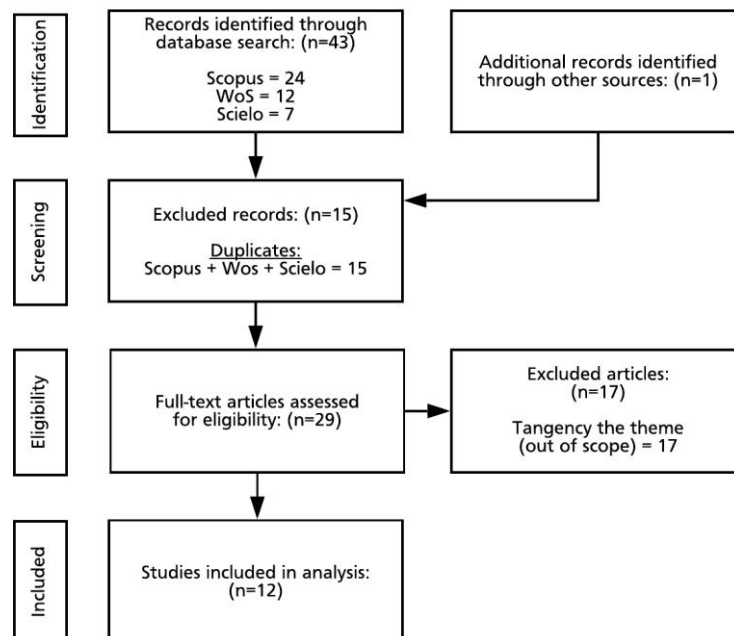 Identification
Records identified through
database search: (n=43)
Scopus = 24
WoS = 12
Scielo = 7
Additional records identified
through other sources: (n=1)
Screening
Excluded records: (n=15)
Duplicates:
Scopus + Wos + Scielo = 15
Eligibility
Full-text articles assessed
for eligibility: (n=29)
Excluded articles:
(n=17)
Tangency the theme
(out of scope) = 17
Included
Studies included in analysis:
(n=12)